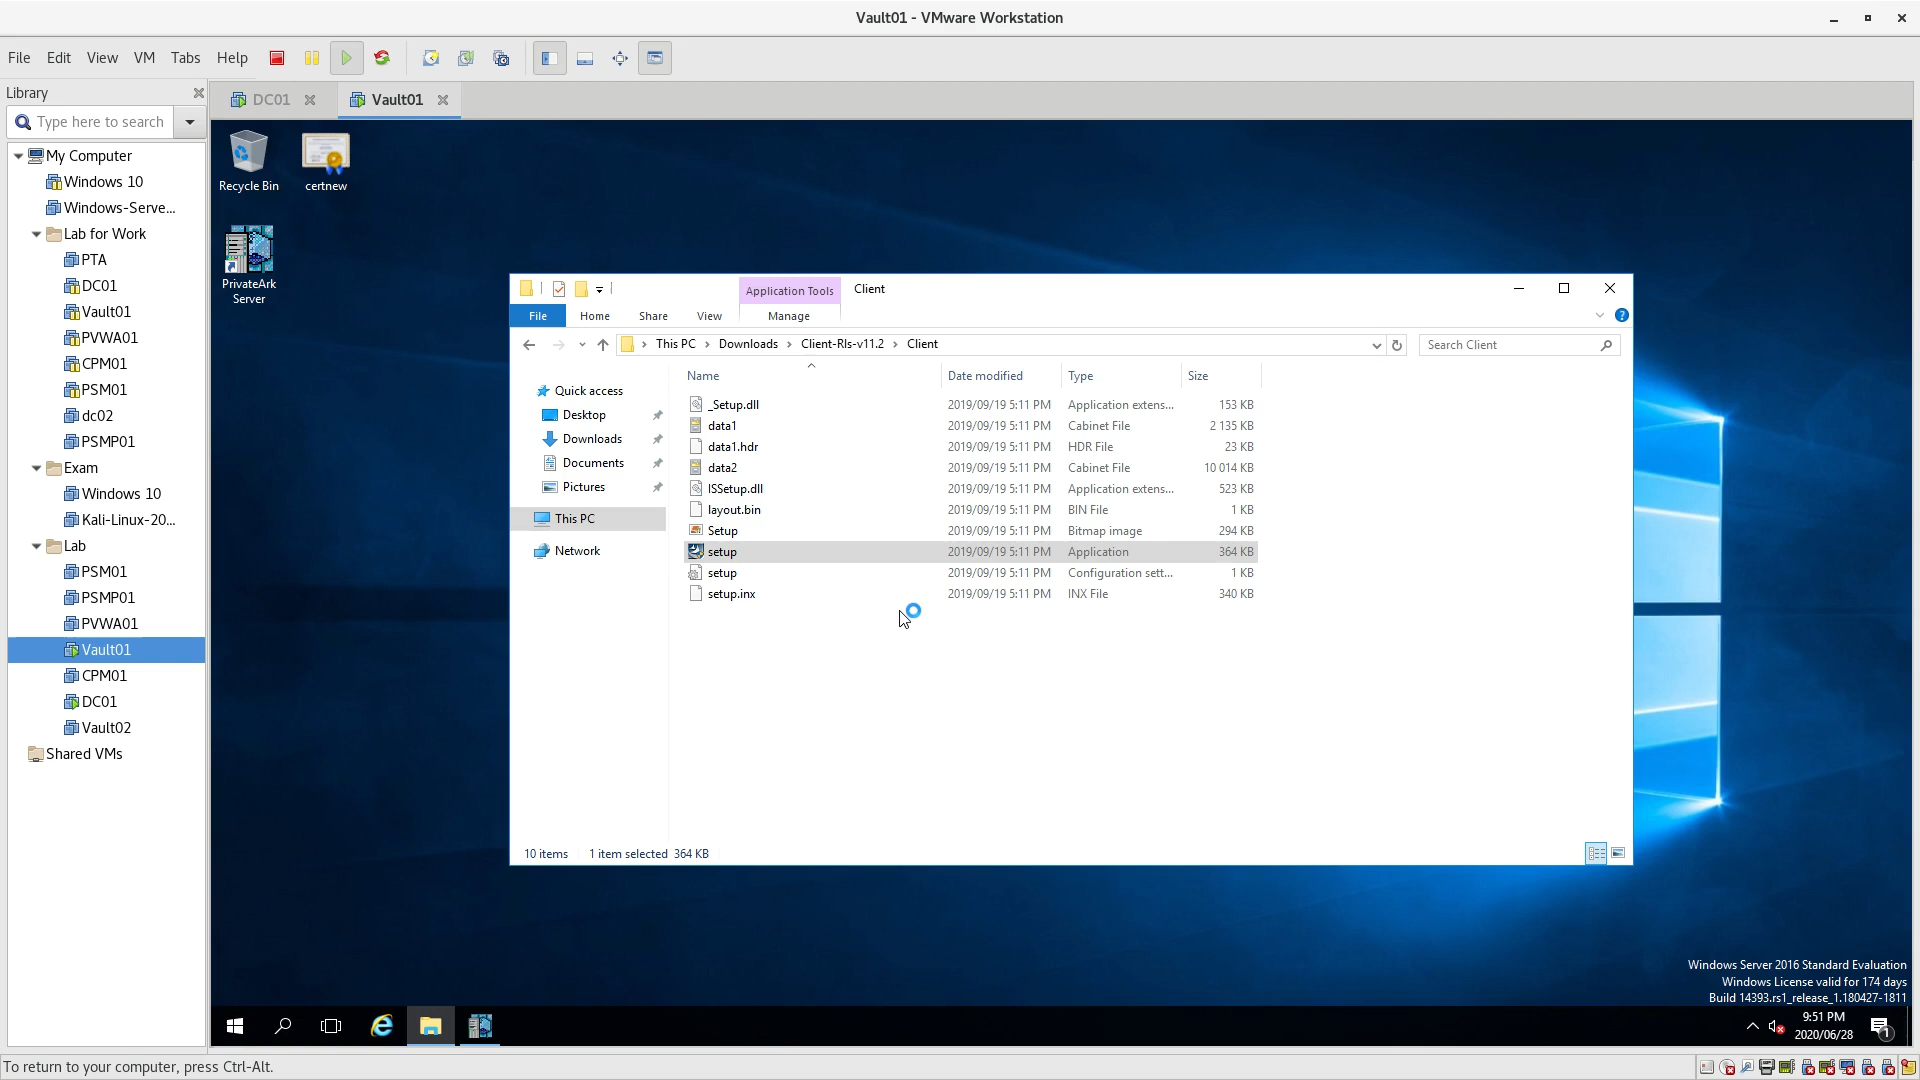 Vault01 - VMware Workstation
File Edit View VM Tabs Help
Library
Type here to search
DC01
Vault01
My Computer
Windows 10
Windows-Serve...
Lab for Work
PTA
DC01
Vault01
PVWA01
CPM01
PSM01
dc02
PSMP01
Exam
Windows 10
Kali-Linux-20...
Lab
PSM01
PSMP01
PVWA01
Vault01
CPM01
DC01
Vault02
Shared VMs
Recycle Bin
certnew
PrivateArk
Server
Application Tools
Client
File Home Share View Manage
This PC Downloads Client-Rls-v11.2 Client
Search Client
Quick access
Desktop
Downloads
Documents
Pictures
This PC
Network
Name Date modified Type Size
_Setup.dll 2019/09/19 5:11 PM Application extens... 153 KB
data1 2019/09/19 5:11 PM Cabinet File 2 135 KB
data1.hdr 2019/09/19 5:11 PM HDR File 23 KB
data2 2019/09/19 5:11 PM Cabinet File 10 014 KB
ISSetup.dll 2019/09/19 5:11 PM Application extens... 523 KB
layout.bin 2019/09/19 5:11 PM BIN File 1 KB
Setup 2019/09/19 5:11 PM Bitmap image 294 KB
setup 2019/09/19 5:11 PM Application 364 KB
setup 2019/09/19 5:11 PM Configuration sett... 1 KB
setup.inx 2019/09/19 5:11 PM INX File 340 KB
10 items 1 item selected 364 KB
Windows Server 2016 Standard Evaluation
Windows License valid for 174 days
Build 14393.rs1_release_1.180427-1811
9:51 PM
2020/06/28
1
To return to your computer, press Ctrl-Alt.